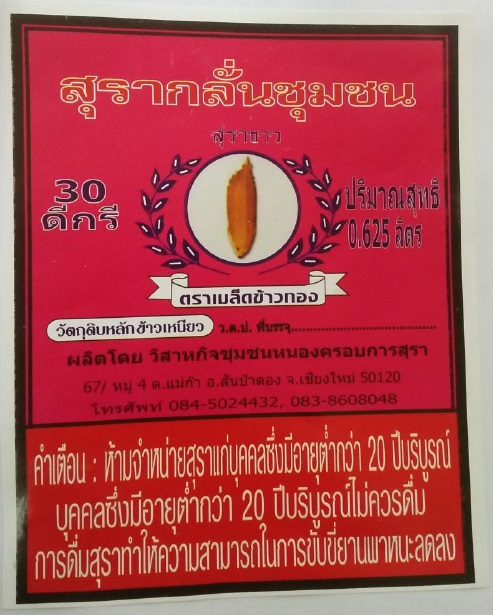 สุรากลั่นชุมชน
สุราขาว
30
ดีกรี
ปริมาณสุทธิ
0.625 ลิตร
ตราเมล็ดข้าวทอง
วัตถุดิบหลักข้าวเหนียว ว.ด.ป. ที่บรรจุ.......................................
ผลิตโดย วิสาหกิจชุมชนหนองครอบการสุรา
67/ หมู่ 4 ต.แม่ก๊า อ.สันป่าตอง จ.เชียงใหม่ 50120
โทรศัพท์ 084-5024432, 083-8608048
คำเตือน : ห้ามจำหน่ายสุราแก่บุคคลซึ่งมีอายุต่ำกว่า 20 ปีบริบูรณ์
บุคคลซึ่งมีอายุต่ำกว่า 20 ปีบริบูรณ์ไม่ควรดื่ม
การดื่มสุราทำให้ความสามารถในการขับขี่ยานพาหนะลดลง